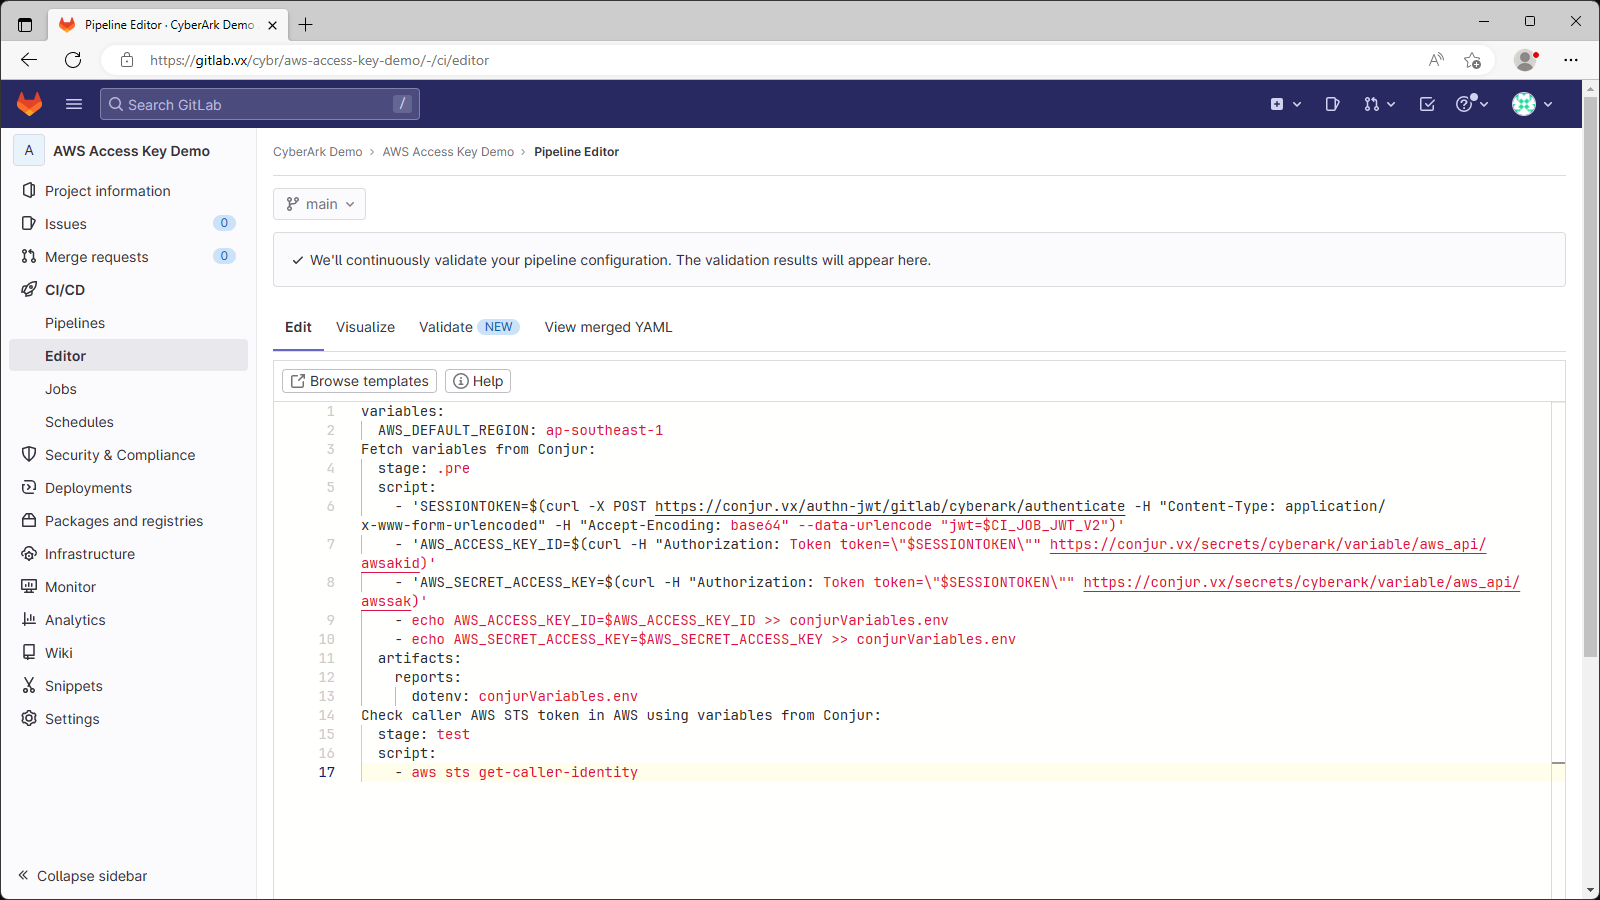 Pipeline Editor · CyberArk Demo
https://gitlab.vx/cybr/aws-access-key-demo/-/ci/editor
Search GitLab
/
A
AWS Access Key Demo
Project information
Issues
0
Merge requests
0
CI/CD
Pipelines
Editor
Jobs
Schedules
Security & Compliance
Deployments
Packages and registries
Infrastructure
Monitor
Analytics
Wiki
Snippets
Settings
Collapse sidebar
CyberArk Demo › AWS Access Key Demo › Pipeline Editor
main
We'll continuously validate your pipeline configuration. The validation results will appear here.
Edit Visualize Validate NEW View merged YAML
Browse templates Help
1 variables:
2 AWS_DEFAULT_REGION: ap-southeast-1
3 Fetch variables from Conjur:
4 stage: .pre
5 script:
6 - 'SESSIONTOKEN=$(curl -X POST https://conjur.vx/authn-jwt/gitlab/cyberark/authenticate -H "Content-Type: application/
x-www-form-urlencoded" -H "Accept-Encoding: base64" --data-urlencode "jwt=$CI_JOB_JWT_V2")'
7 - 'AWS_ACCESS_KEY_ID=$(curl -H "Authorization: Token token=\"$SESSIONTOKEN\"" https://conjur.vx/secrets/cyberark/variable/aws_api/
awsakid)'
8 - 'AWS_SECRET_ACCESS_KEY=$(curl -H "Authorization: Token token=\"$SESSIONTOKEN\"" https://conjur.vx/secrets/cyberark/variable/aws_api/
awssak)'
9 - echo AWS_ACCESS_KEY_ID=$AWS_ACCESS_KEY_ID >> conjurVariables.env
10 - echo AWS_SECRET_ACCESS_KEY=$AWS_SECRET_ACCESS_KEY >> conjurVariables.env
11 artifacts:
12 reports:
13 dotenv: conjurVariables.env
14 Check caller AWS STS token in AWS using variables from Conjur:
15 stage: test
16 script:
17 - aws sts get-caller-identity